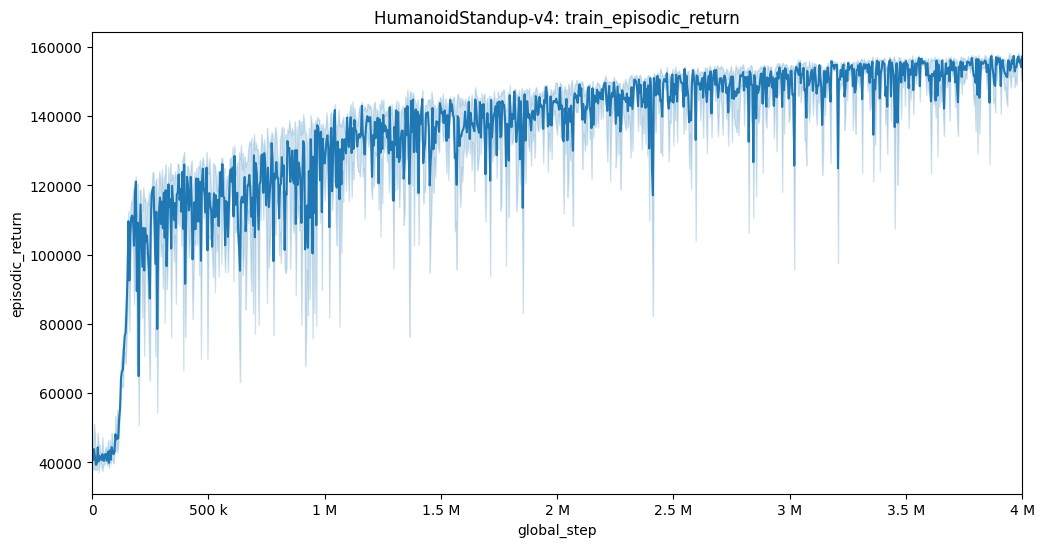 HumanoidStandup-v4: train_episodic_return
160000
140000
120000
100000
80000
60000
40000
episodic_return
0 500 k 1 M 1.5 M 2 M 2.5 M 3 M 3.5 M 4 M
global_step